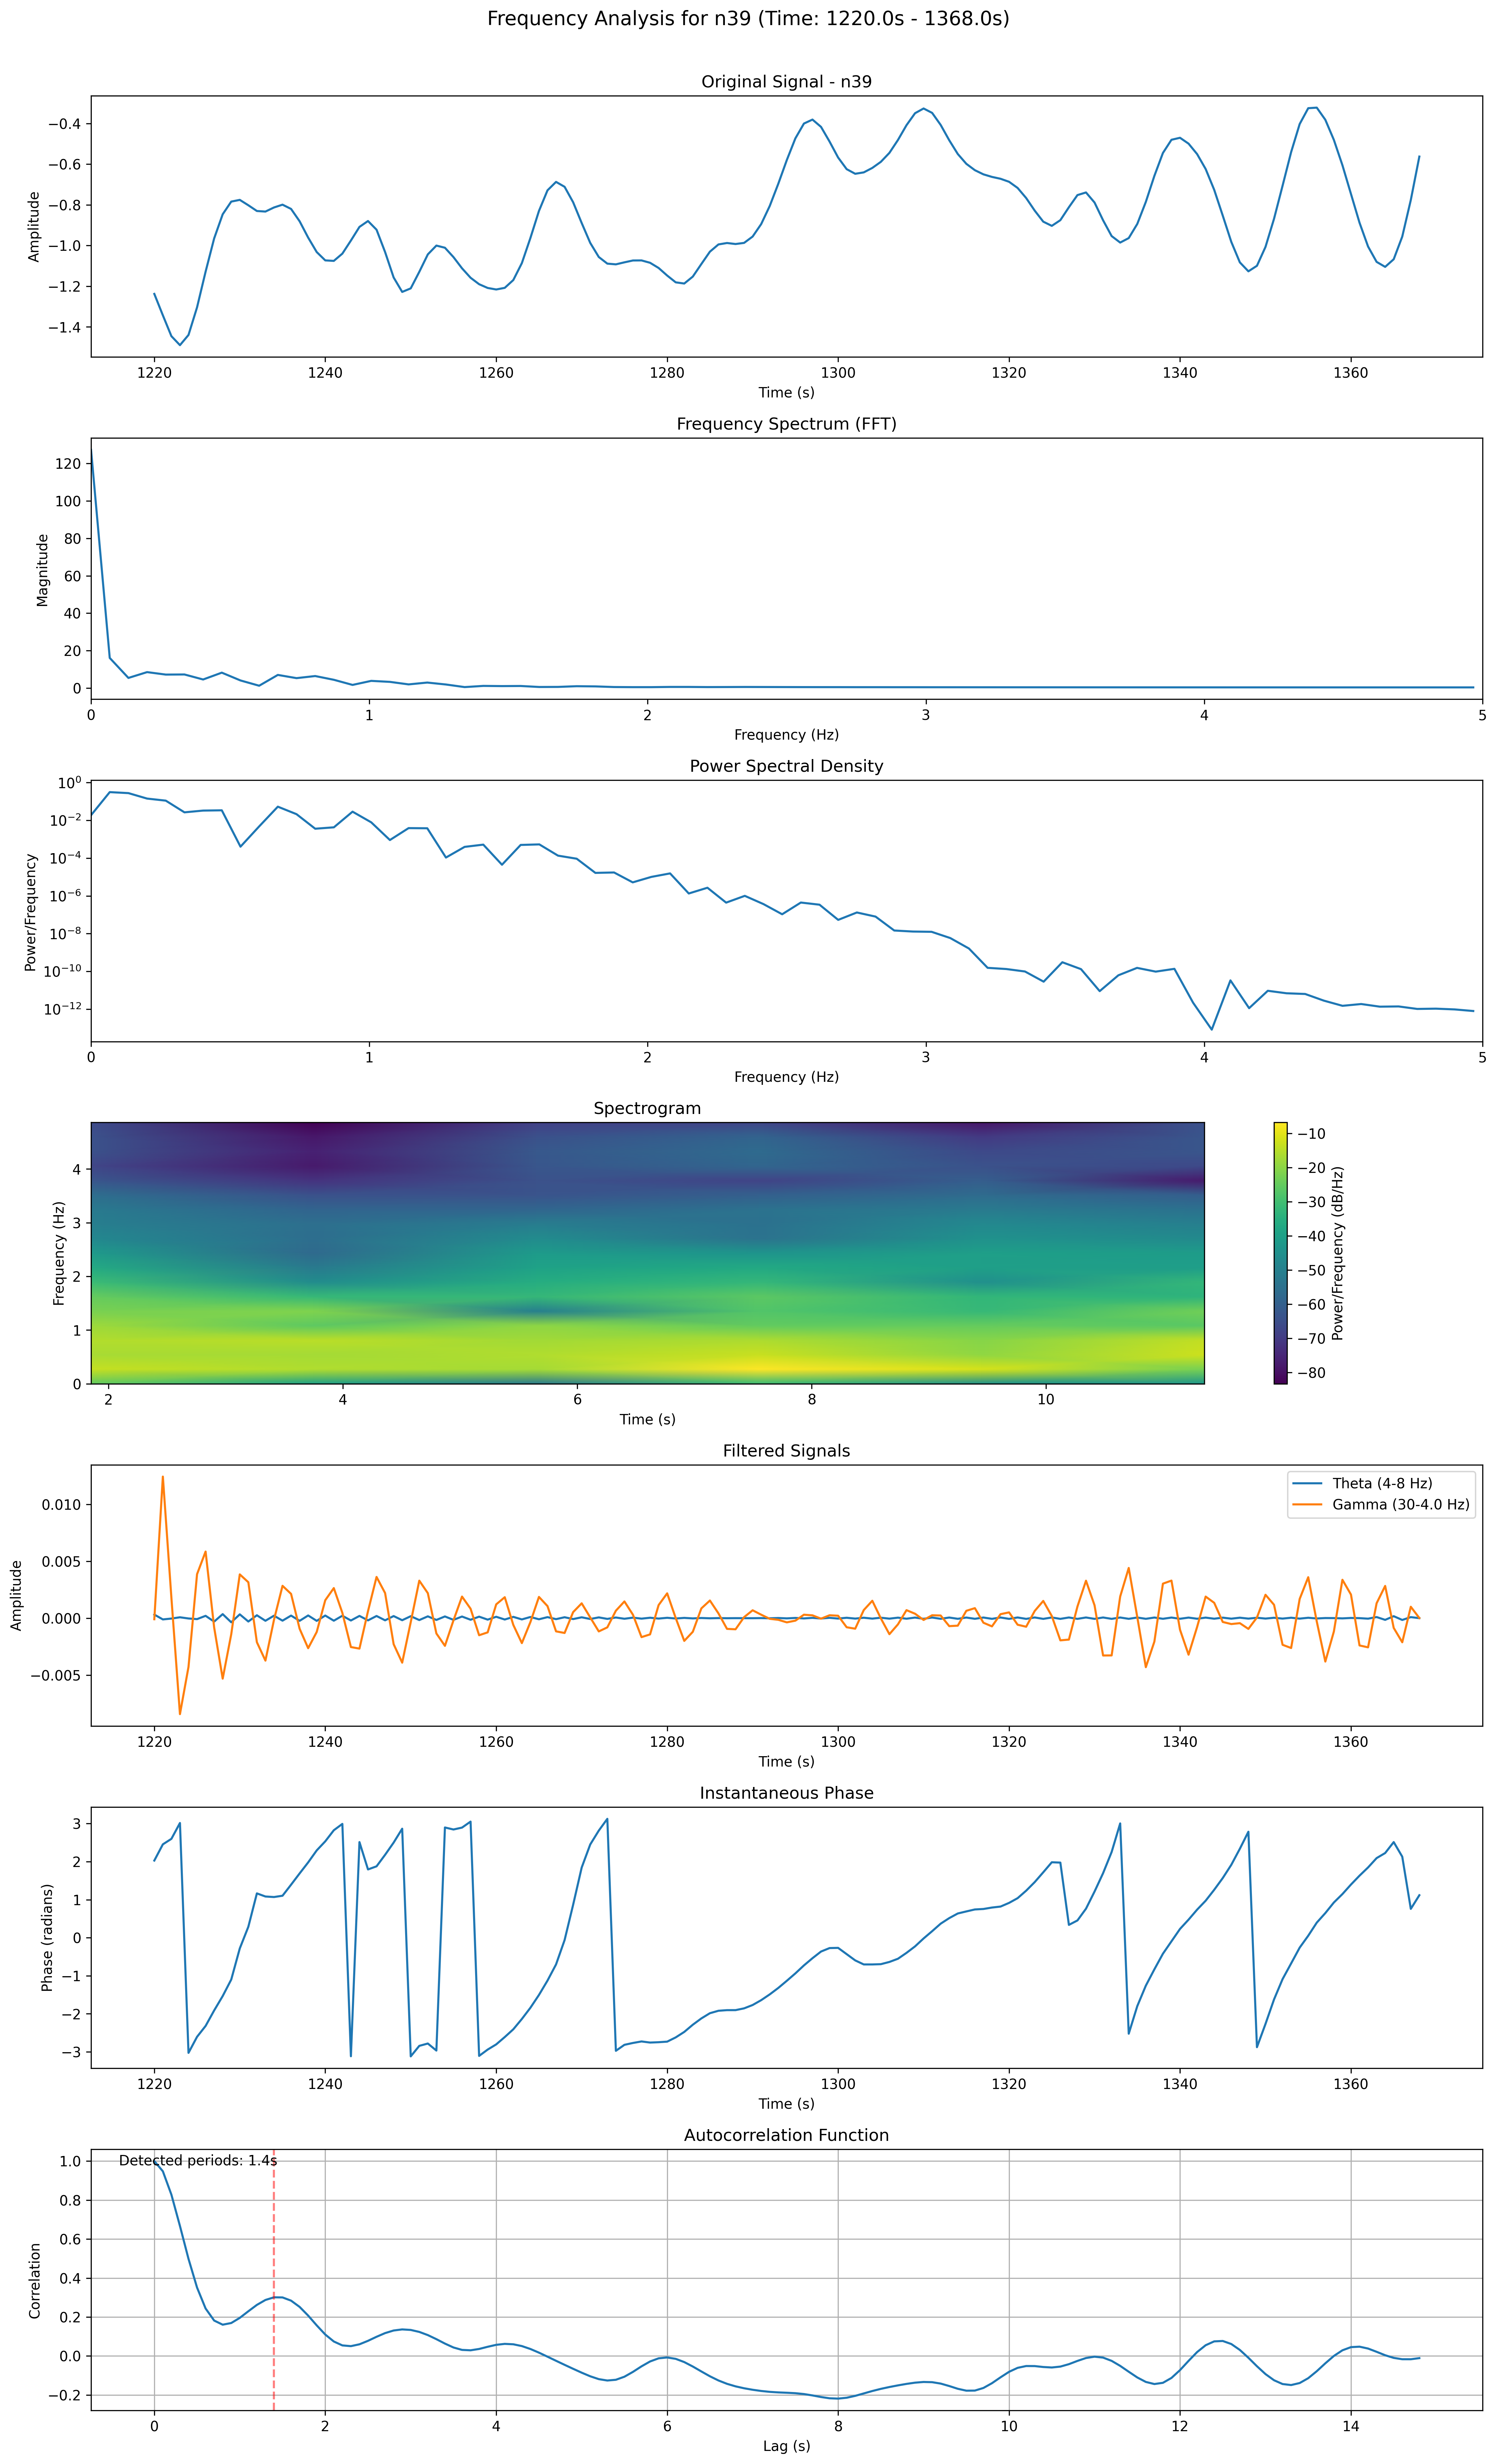 Frequency Analysis for n39 (Time: 1220.0s - 1368.0s)
Original Signal - n39
Amplitude
−0.4
−0.6
−0.8
−1.0
−1.2
−1.4
1220 1240 1260 1280 1300 1320 1340 1360
Time (s)
Frequency Spectrum (FFT)
Magnitude
120
100
80
60
40
20
0
0 1 2 3 4 5
Frequency (Hz)
Power Spectral Density
Power/Frequency
10⁰
10⁻²
10⁻⁴
10⁻⁶
10⁻⁸
10⁻¹⁰
10⁻¹²
0 1 2 3 4 5
Frequency (Hz)
Spectrogram
Frequency (Hz)
4
3
2
1
0
2 4 6 8 10
Time (s)
−10
−20
−30
−40
−50
−60
−70
−80
Power/Frequency (dB/Hz)
Filtered Signals
Theta (4-8 Hz)
Gamma (30-4.0 Hz)
Amplitude
0.010
0.005
0.000
−0.005
1220 1240 1260 1280 1300 1320 1340 1360
Time (s)
Instantaneous Phase
Phase (radians)
3
2
1
0
−1
−2
−3
1220 1240 1260 1280 1300 1320 1340 1360
Time (s)
Autocorrelation Function
Detected periods: 1.4s
Correlation
1.0
0.8
0.6
0.4
0.2
0.0
−0.2
0 2 4 6 8 10 12 14
Lag (s)